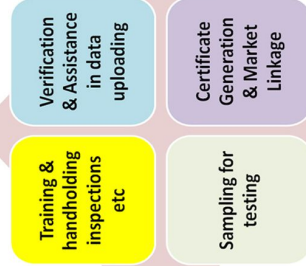 Training &
handholding
inspections
etc
Verification
& Assistance
in data
uploading
Sampling for
testing
Certificate
Generation
& Market
Linkage